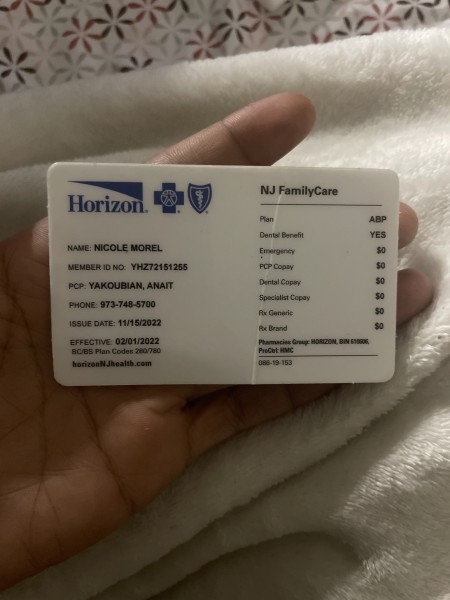 Horizon
NAME: NICOLE MOREL
MEMBER ID NO: YHZ72151255
PCP: YAKOUBIAN, ANAIT
PHONE: 973-748-5700
ISSUE DATE: 11/15/2022
EFFECTIVE: 02/01/2022
BC/BS Plan Codes 280/780
horizonNJhealth.com
NJ FamilyCare
Plan ABP
Dental Benefit YES
Emergency $0
PCP Copay $0
Dental Copay $0
Specialist Copay $0
Rx Generic $0
Rx Brand $0
Pharmacies Group: HORIZON, BIN
ProCtrl: HMC
086-19-153